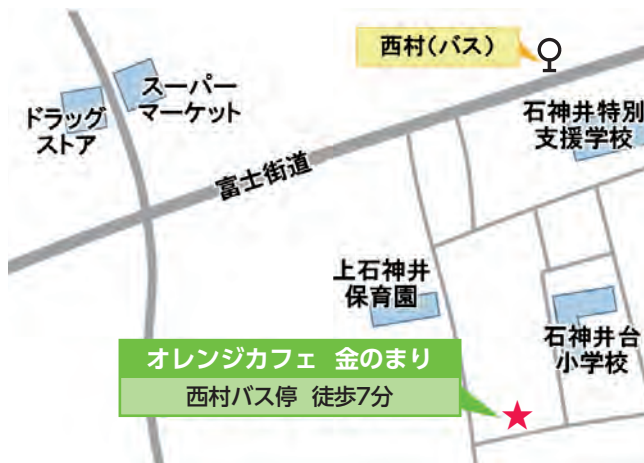 西村(バス)
スーパー
マーケット
ドラッグ
ストア
石神井特別
支援学校
富士街道
上石神井
保育園
石神井台
小学校
オレンジカフェ 金のまり
西村バス停 徒歩7分